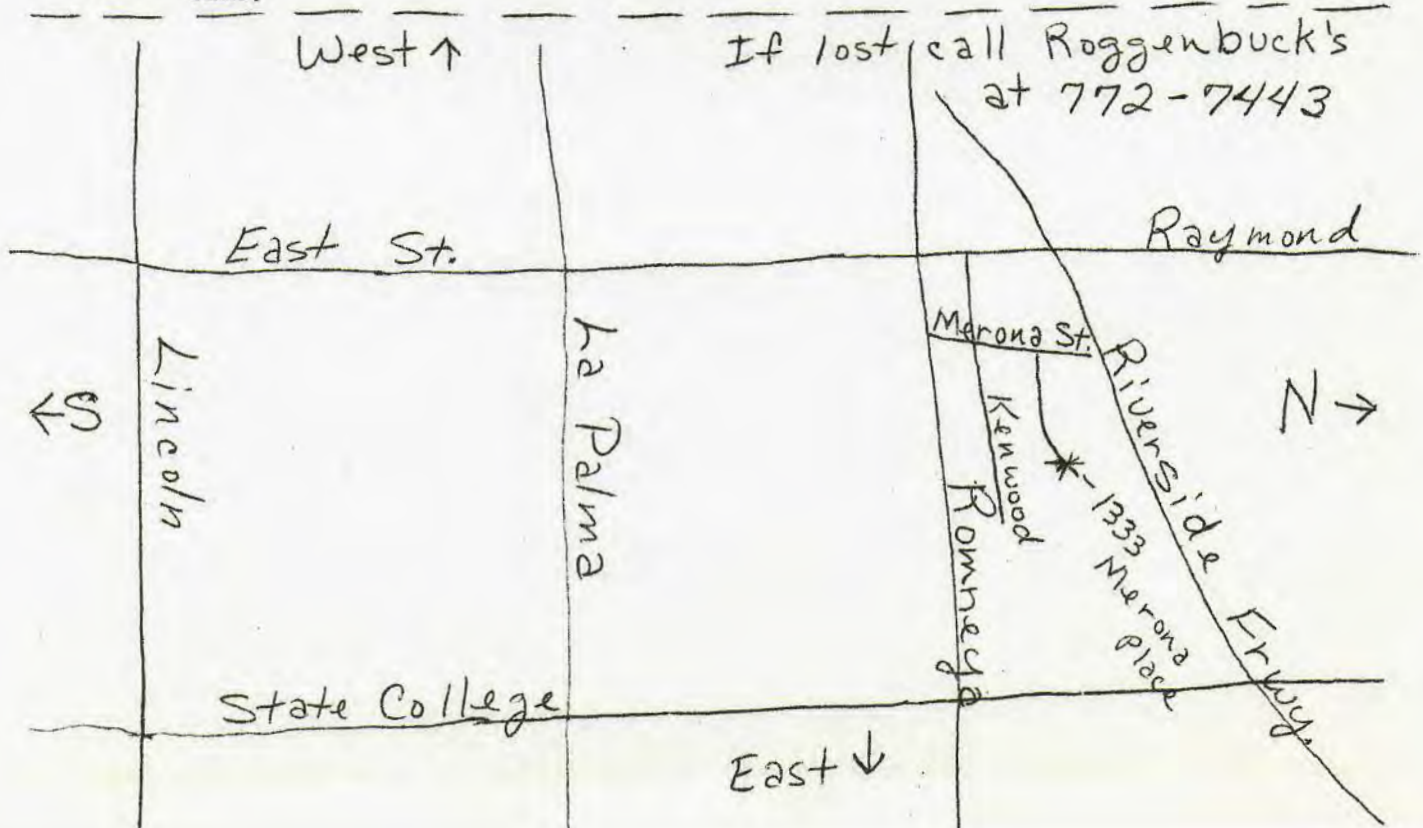 West ↑
If lost call Roggenbuck's
at 772-7443
East St.
Raymond
Lincoln
La Palma
Merona St.
Riverside Frwy.
←S
N→
Kenwood
Romneya
1333
Merona
Place
State College
East ↓